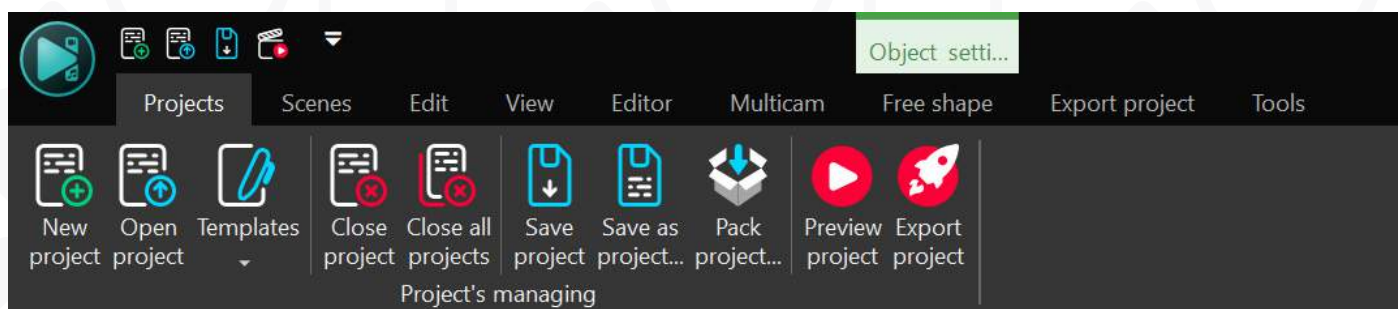 Object setti...
Projects Scenes Edit View Editor Multicam Free shape Export project Tools
New project Open project Templates Close project Close all projects Save project Save as project... Pack project... Preview project Export project
Project's managing